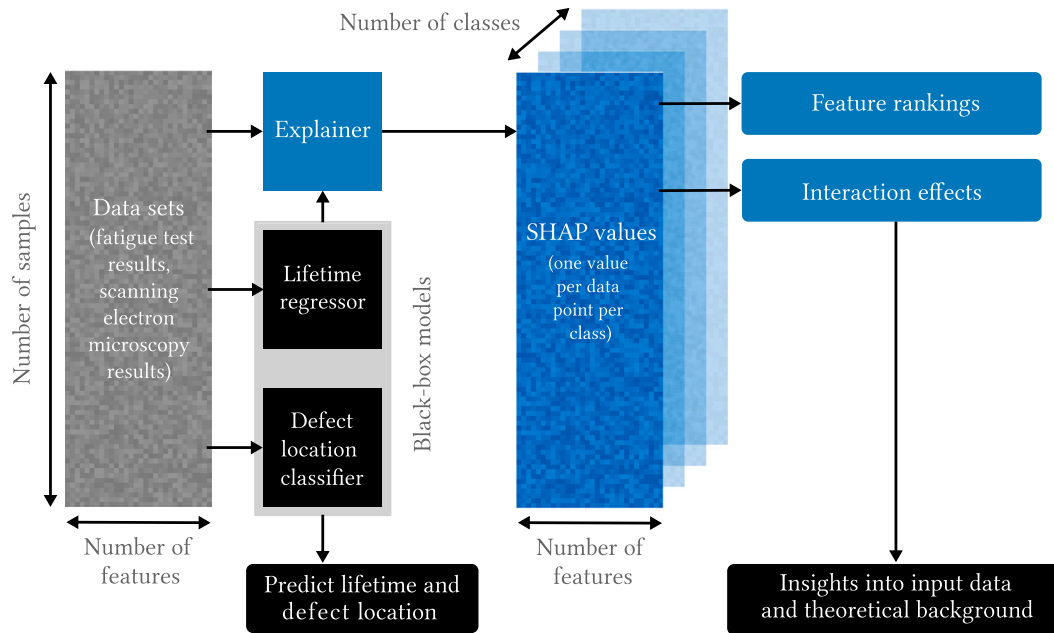 Number of classes
Number of samples
Data sets
(fatigue test
results,
scanning
electron
microscopy
results)
Number of
features
Explainer
Lifetime
regressor
Defect
location
classifier
Black-box models
Predict lifetime and
defect location
SHAP values
(one value
per data
point per
class)
Number of
features
Feature rankings
Interaction effects
Insights into input data
and theoretical background